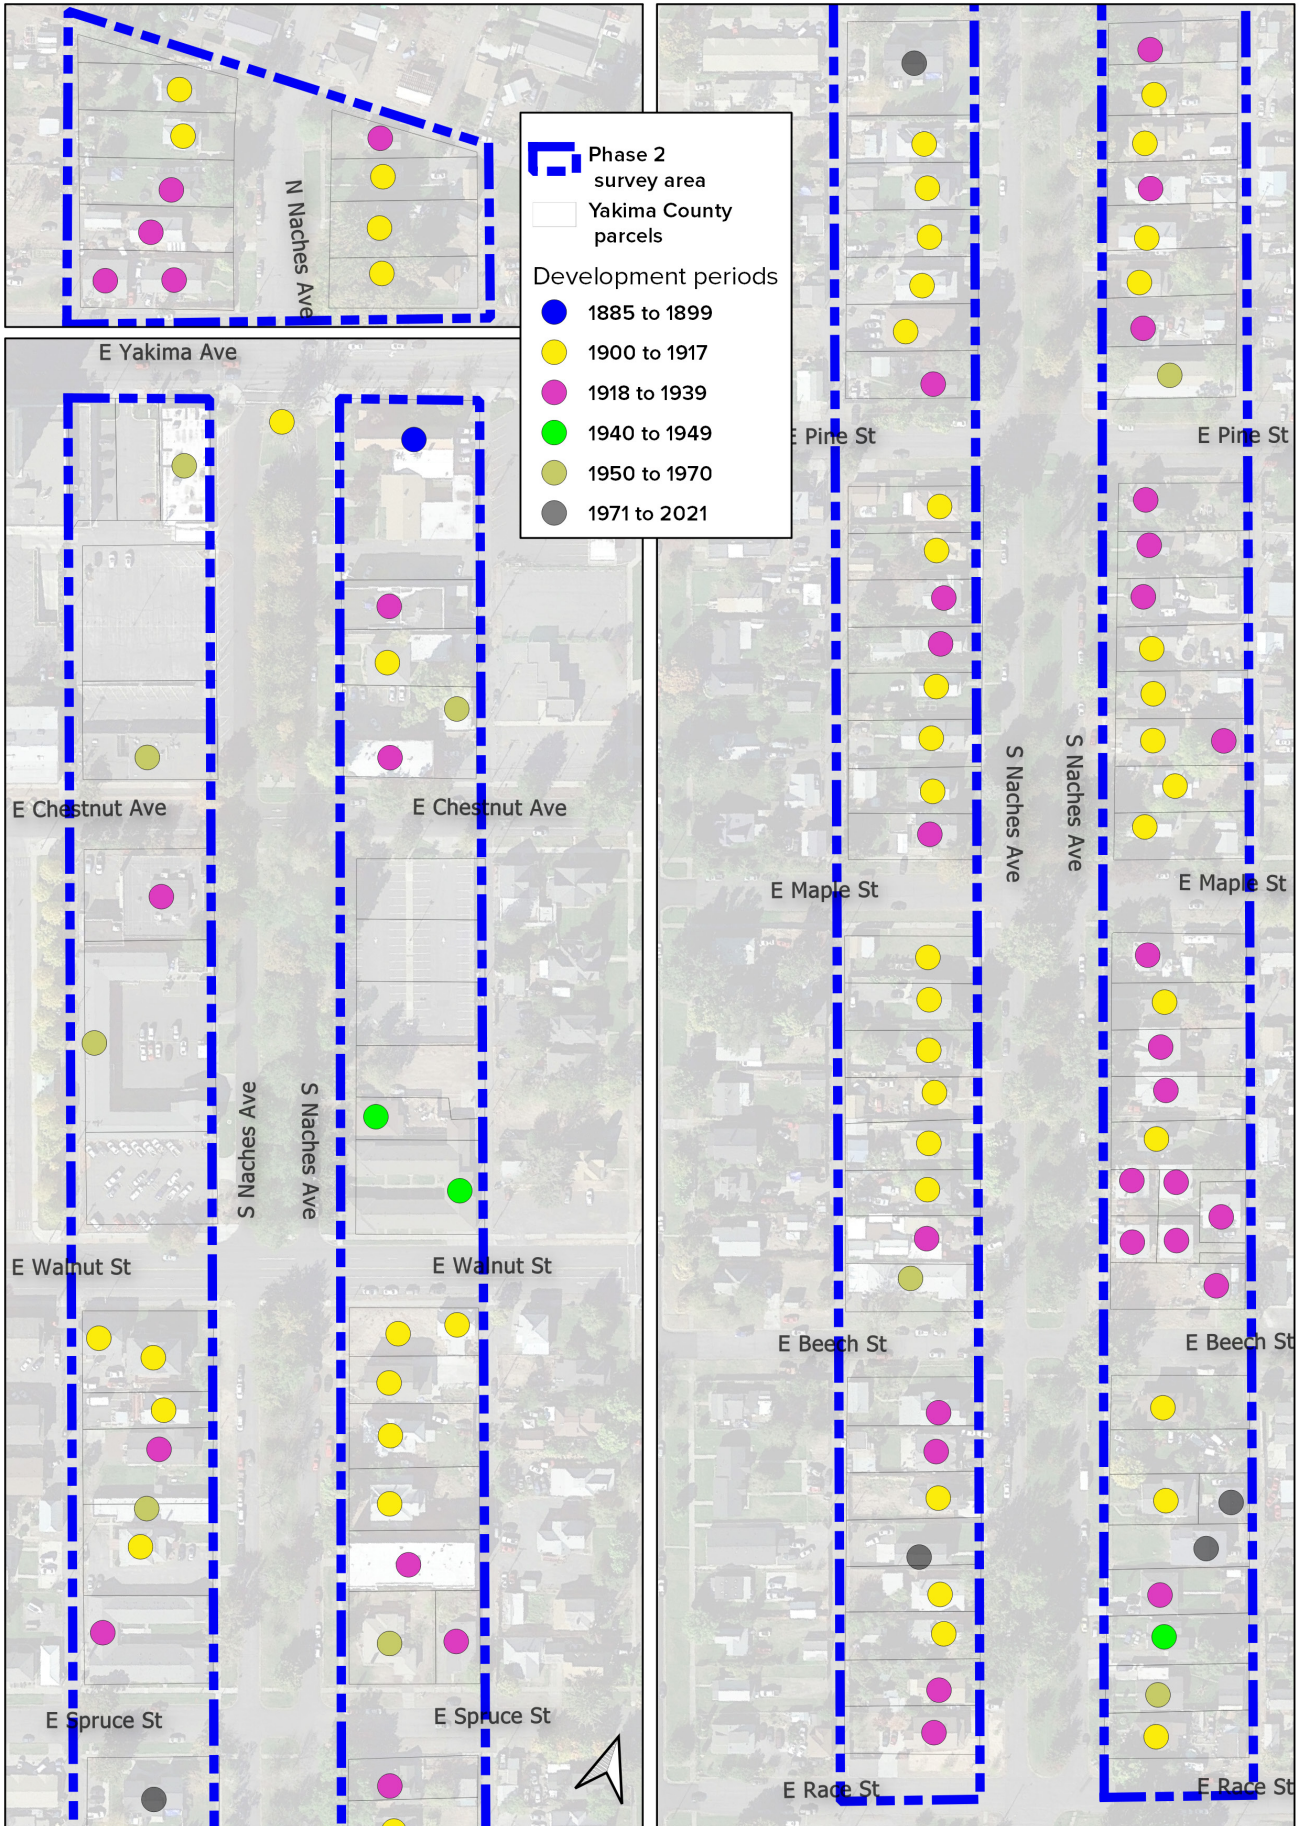 N Naches Ave
Phase 2
survey area
Yakima County
parcels
Development periods
1885 to 1899
1900 to 1917
1918 to 1939
1940 to 1949
1950 to 1970
1971 to 2021
E Yakima Ave
E Pine St
E Pine St
E Chestnut Ave
E Chestnut Ave
S Naches Ave
S Naches Ave
E Maple St
E Maple St
S Naches Ave
S Naches Ave
E Walnut St
E Walnut St
E Beech St
E Beech St
E Spruce St
E Spruce St
E Race St
E Race St